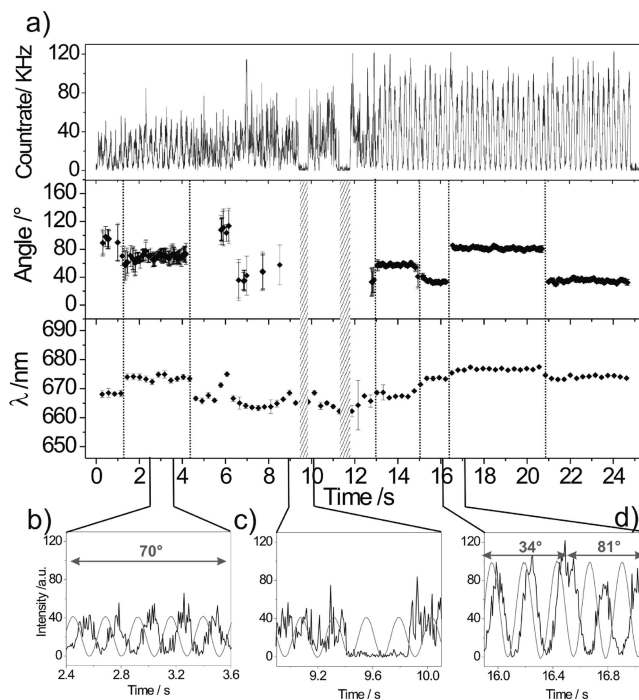 a)
Countrate/ KHz
120
80
40
0
Angle /°
160
120
80
40
0
λ /nm
690
680
670
660
650
0 2 4 6 8 10 12 14 16 18 20 22 24
Time /s
b)
c)
d)
Intensity /a.u.
120
80
40
0
70°
2.4 2.8 3.2 3.6
Time / s
120
80
40
0
9.2 9.6 10.0
Time / s
120
80
40
0
34° 81°
16.0 16.4 16.8
Time / s